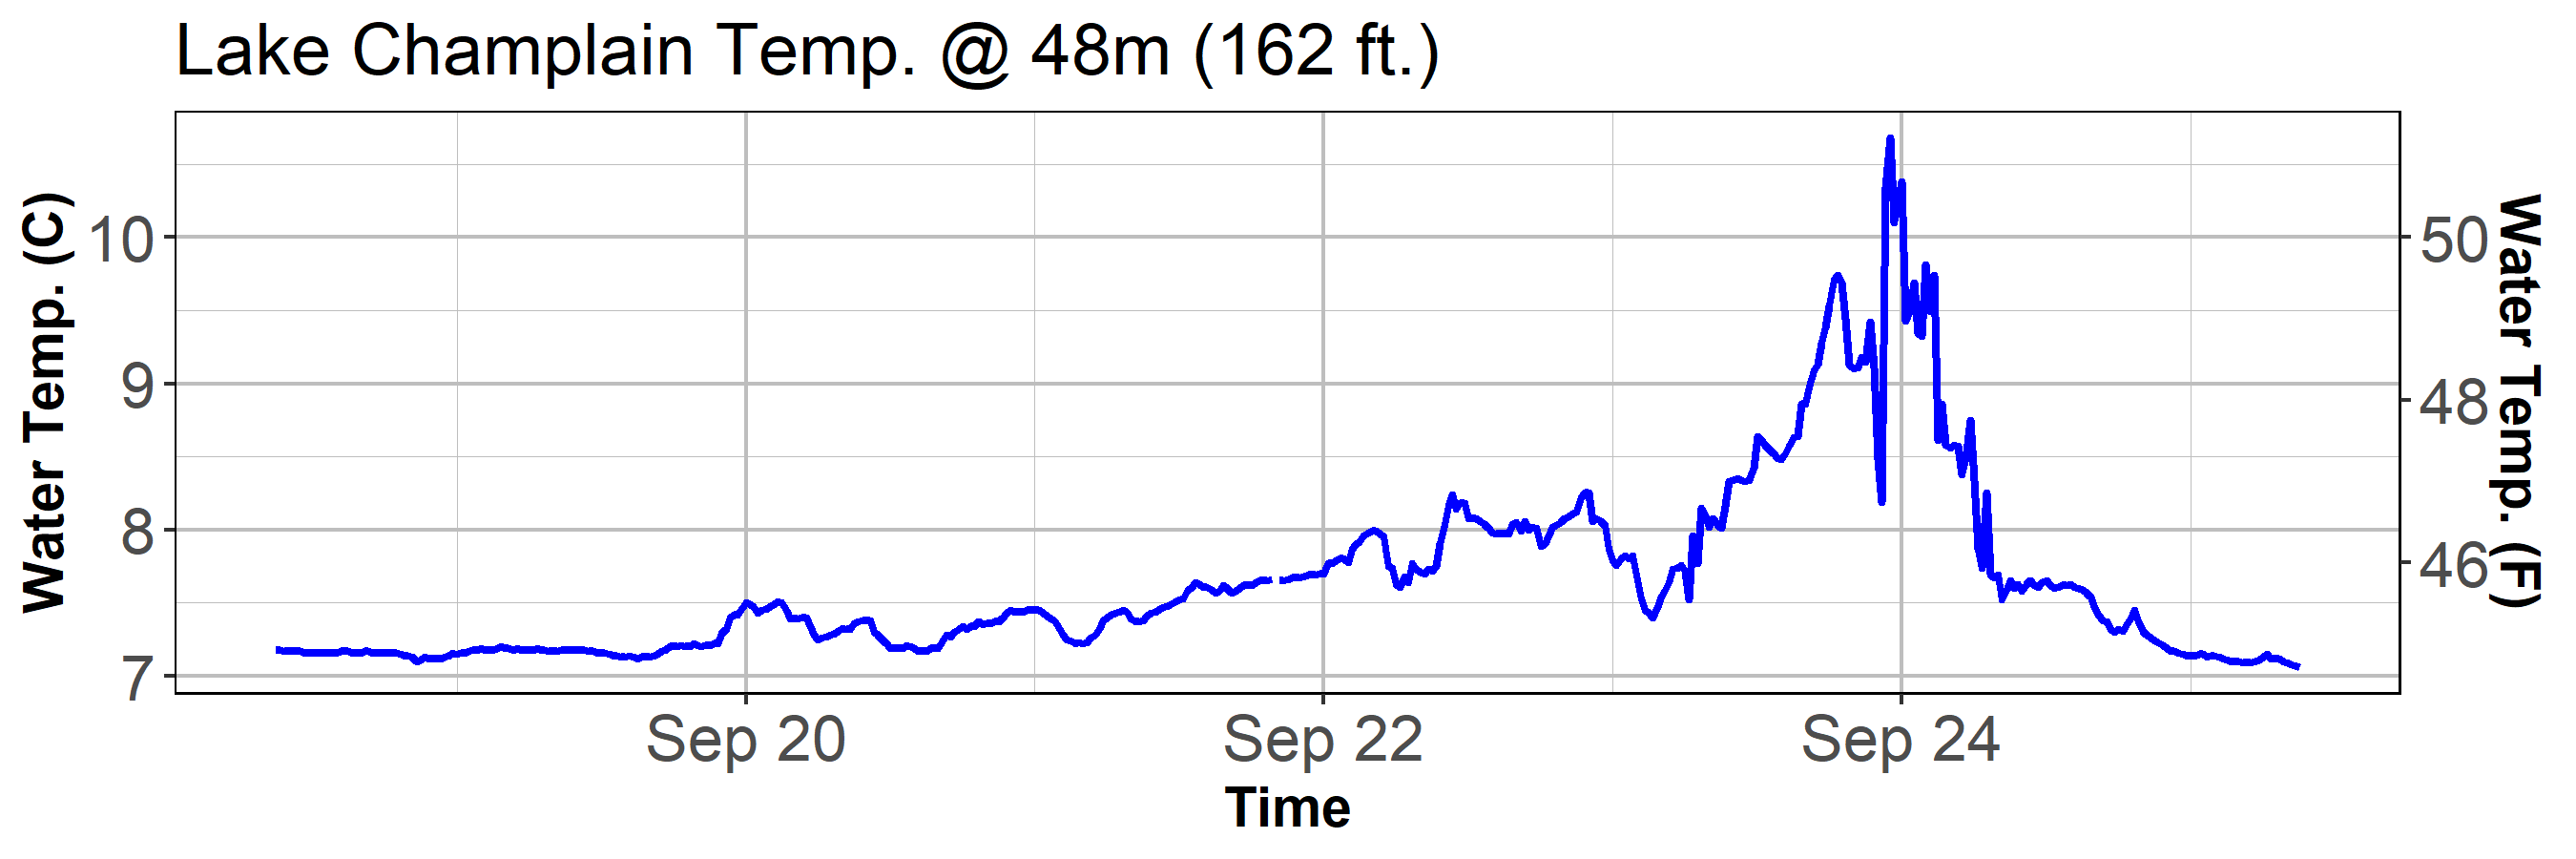 Lake Champlain Temp. @ 48m (162 ft.)
Water Temp. (C)
10
9
8
7
50
48
46
Water Temp. (F)
Sep 20
Sep 22
Sep 24
Time